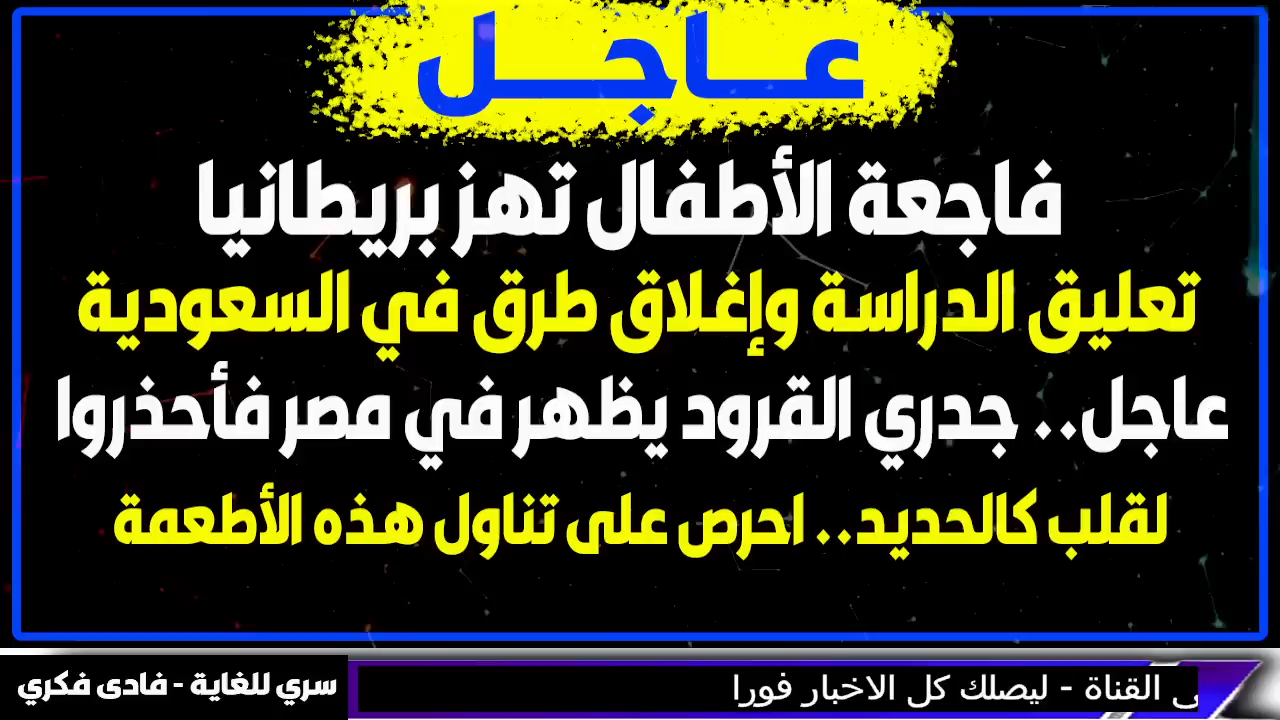 عاجل
فاجعة الأطفال تهز بريطانيا
تعليق الدراسة وإغلاق طرق في السعودية
عاجل.. جدري القرود يظهر في مصر فأحذروا
لقلب كالحديد.. احرص على تناول هذه الأطعمة
القناة - ليصلك كل الاخبار فورا
سري للغاية - فادى فكري